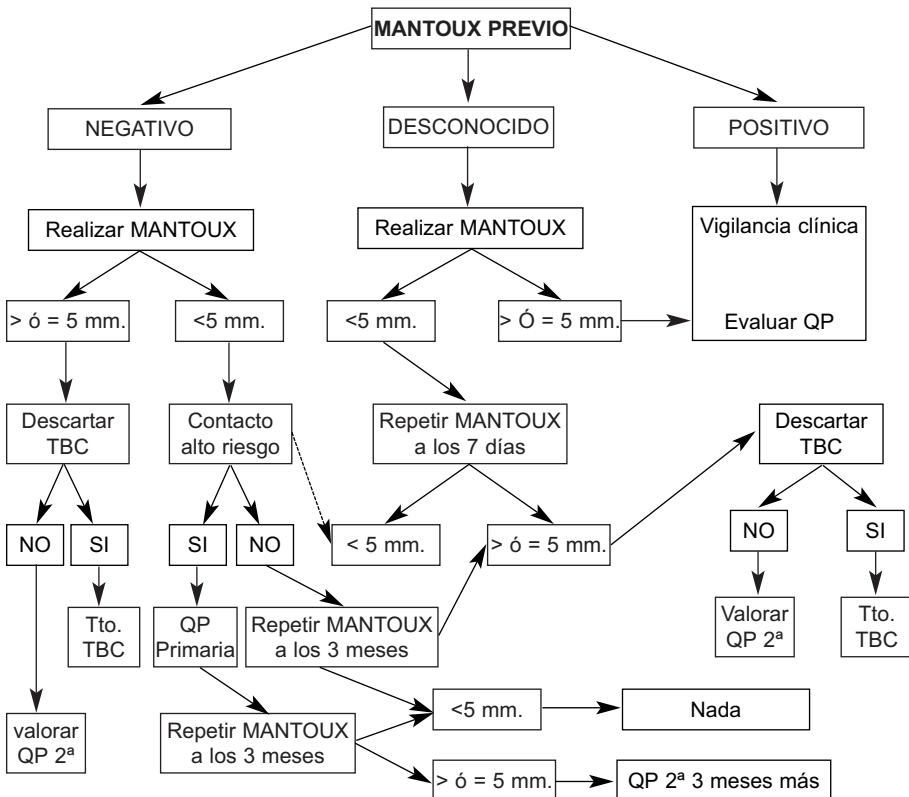 MANTOUX PREVIO
NEGATIVO
DESCONOCIDO
POSITIVO
Realizar MANTOUX
Realizar MANTOUX
Vigilancia clínica
Evaluar QP
> ó = 5 mm.
<5 mm.
<5 mm.
> Ó = 5 mm.
Descartar
TBC
Contacto
alto riesgo
Repetir MANTOUX
a los 7 días
Descartar
TBC
NO
SI
SI
NO
< 5 mm.
> ó = 5 mm.
NO
SI
Tto.
TBC
QP
Primaria
Repetir MANTOUX
a los 3 meses
Valorar
QP 2ª
Tto.
TBC
valorar
QP 2ª
Repetir MANTOUX
a los 3 meses
<5 mm.
Nada
> ó = 5 mm.
QP 2ª 3 meses más